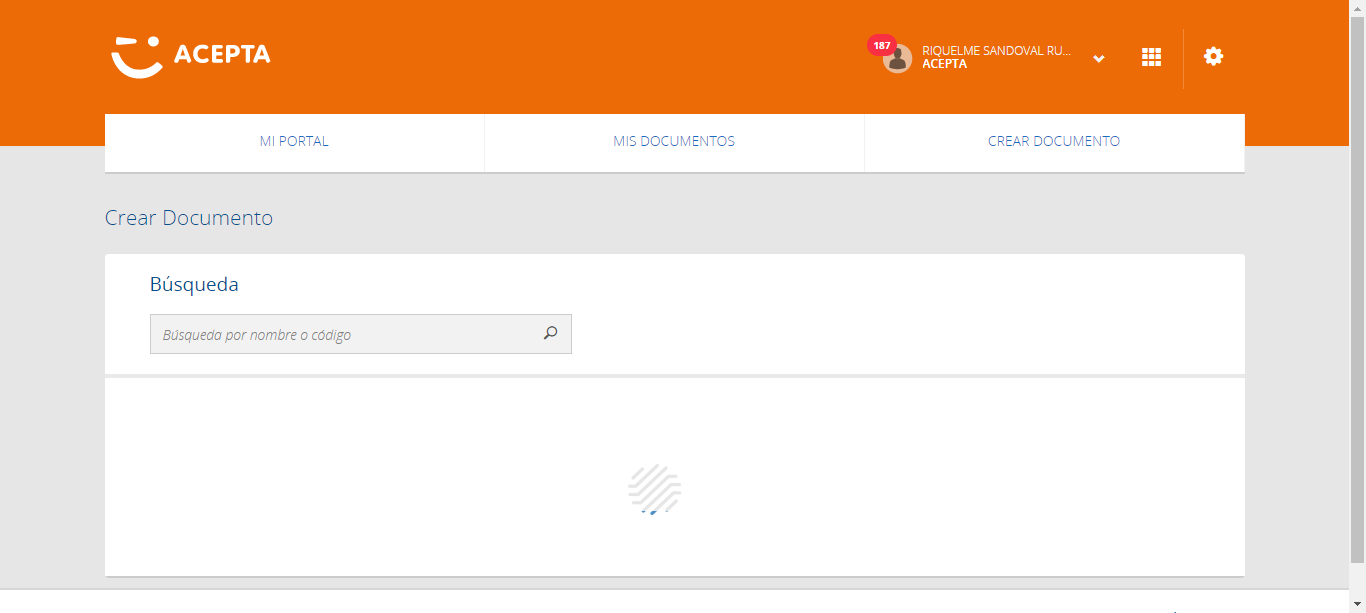 ACEPTA
187
RIQUELME SANDOVAL RU...
ACEPTA
MI PORTAL
MIS DOCUMENTOS
CREAR DOCUMENTO
Crear Documento
Búsqueda
Búsqueda por nombre o código